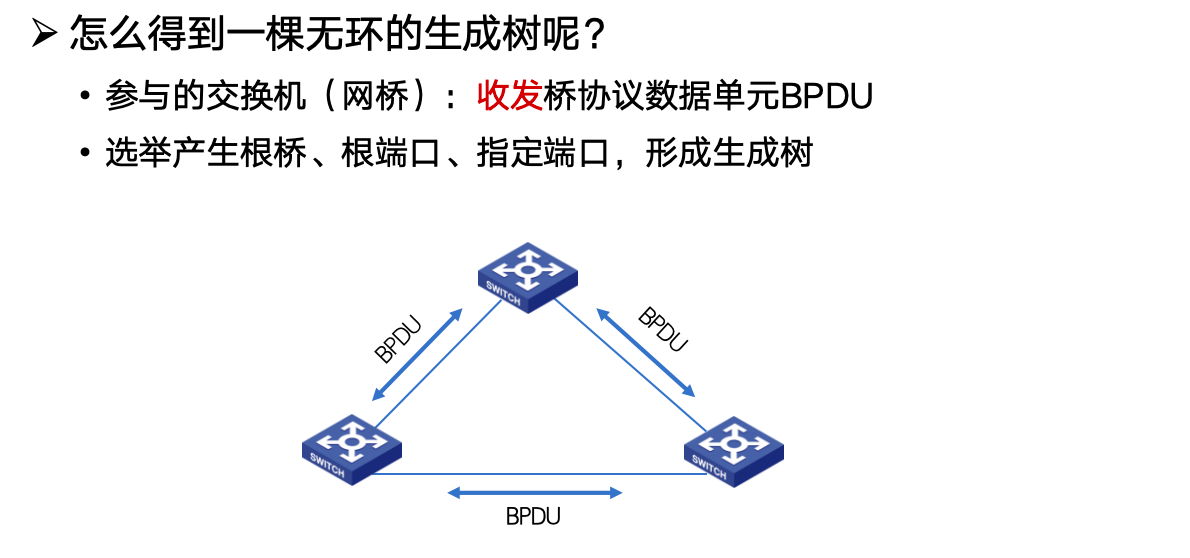 ➢ 怎么得到一棵无环的生成树呢？
• 参与的交换机（网桥）：收发桥协议数据单元BPDU
• 选举产生根桥、根端口、指定端口，形成生成树
SWITCH
BPDU
BPDU
SWITCH
SWITCH
BPDU